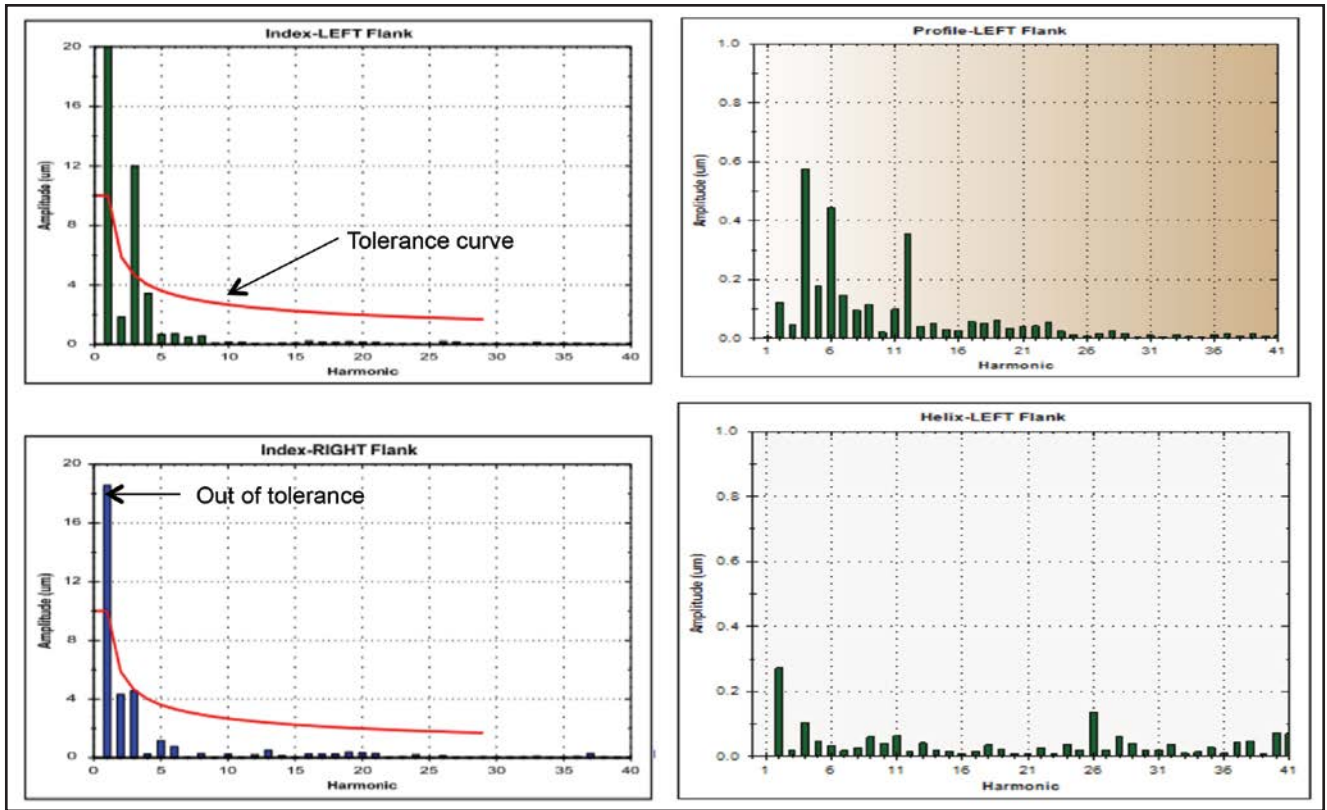 Index-LEFT Flank
Amplitude (um)
20
16
12
8
4
0
Tolerance curve
0 5 10 15 20 25 30 35 40
Harmonic
Profile-LEFT Flank
Amplitude (um)
1.0
0.8
0.6
0.4
0.2
0.0
1 6 11 16 21 26 31 36 41
Harmonic
Index-RIGHT Flank
Amplitude (um)
20
16
12
8
4
0
Out of tolerance
0 5 10 15 20 25 30 35 40
Harmonic
Helix-LEFT Flank
Amplitude (um)
1.0
0.8
0.6
0.4
0.2
0.0
1 6 11 16 21 26 31 36 41
Harmonic